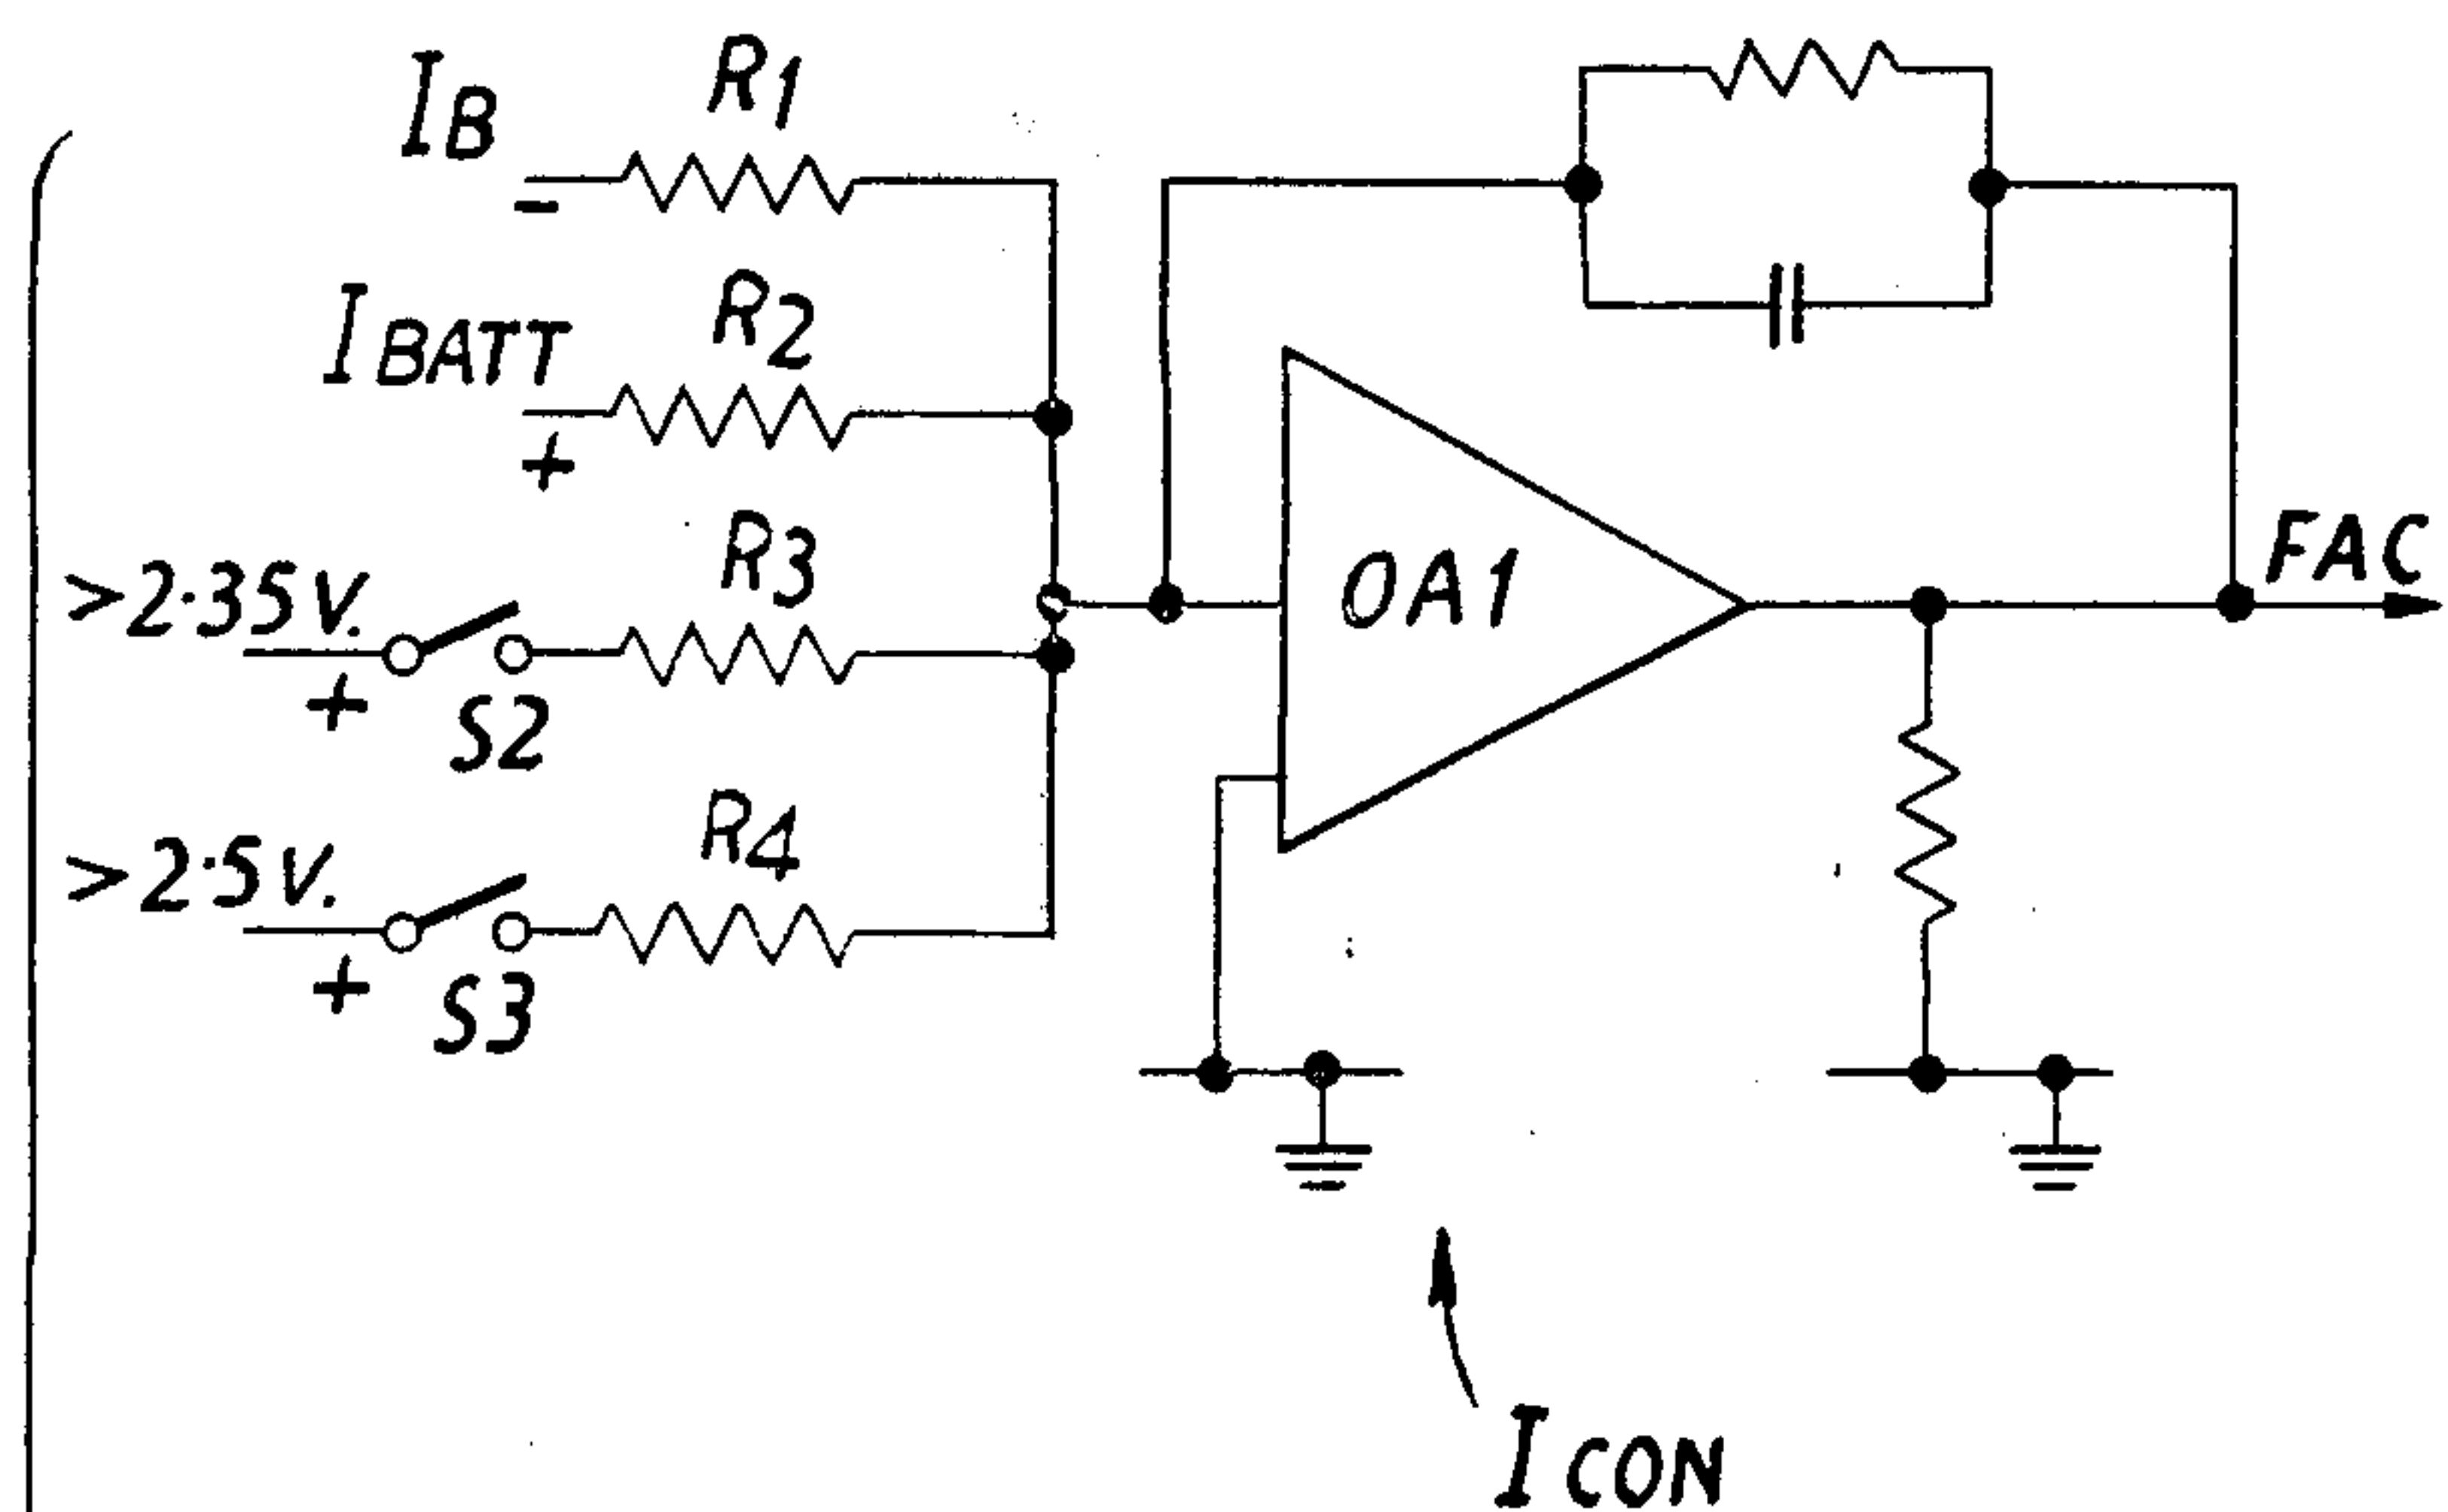 IB
R1
IBATT
R2
-
+
>2·35V.
R3
+
S2
>2·5V.
R4
+
S3
OA1
FAC
ICON